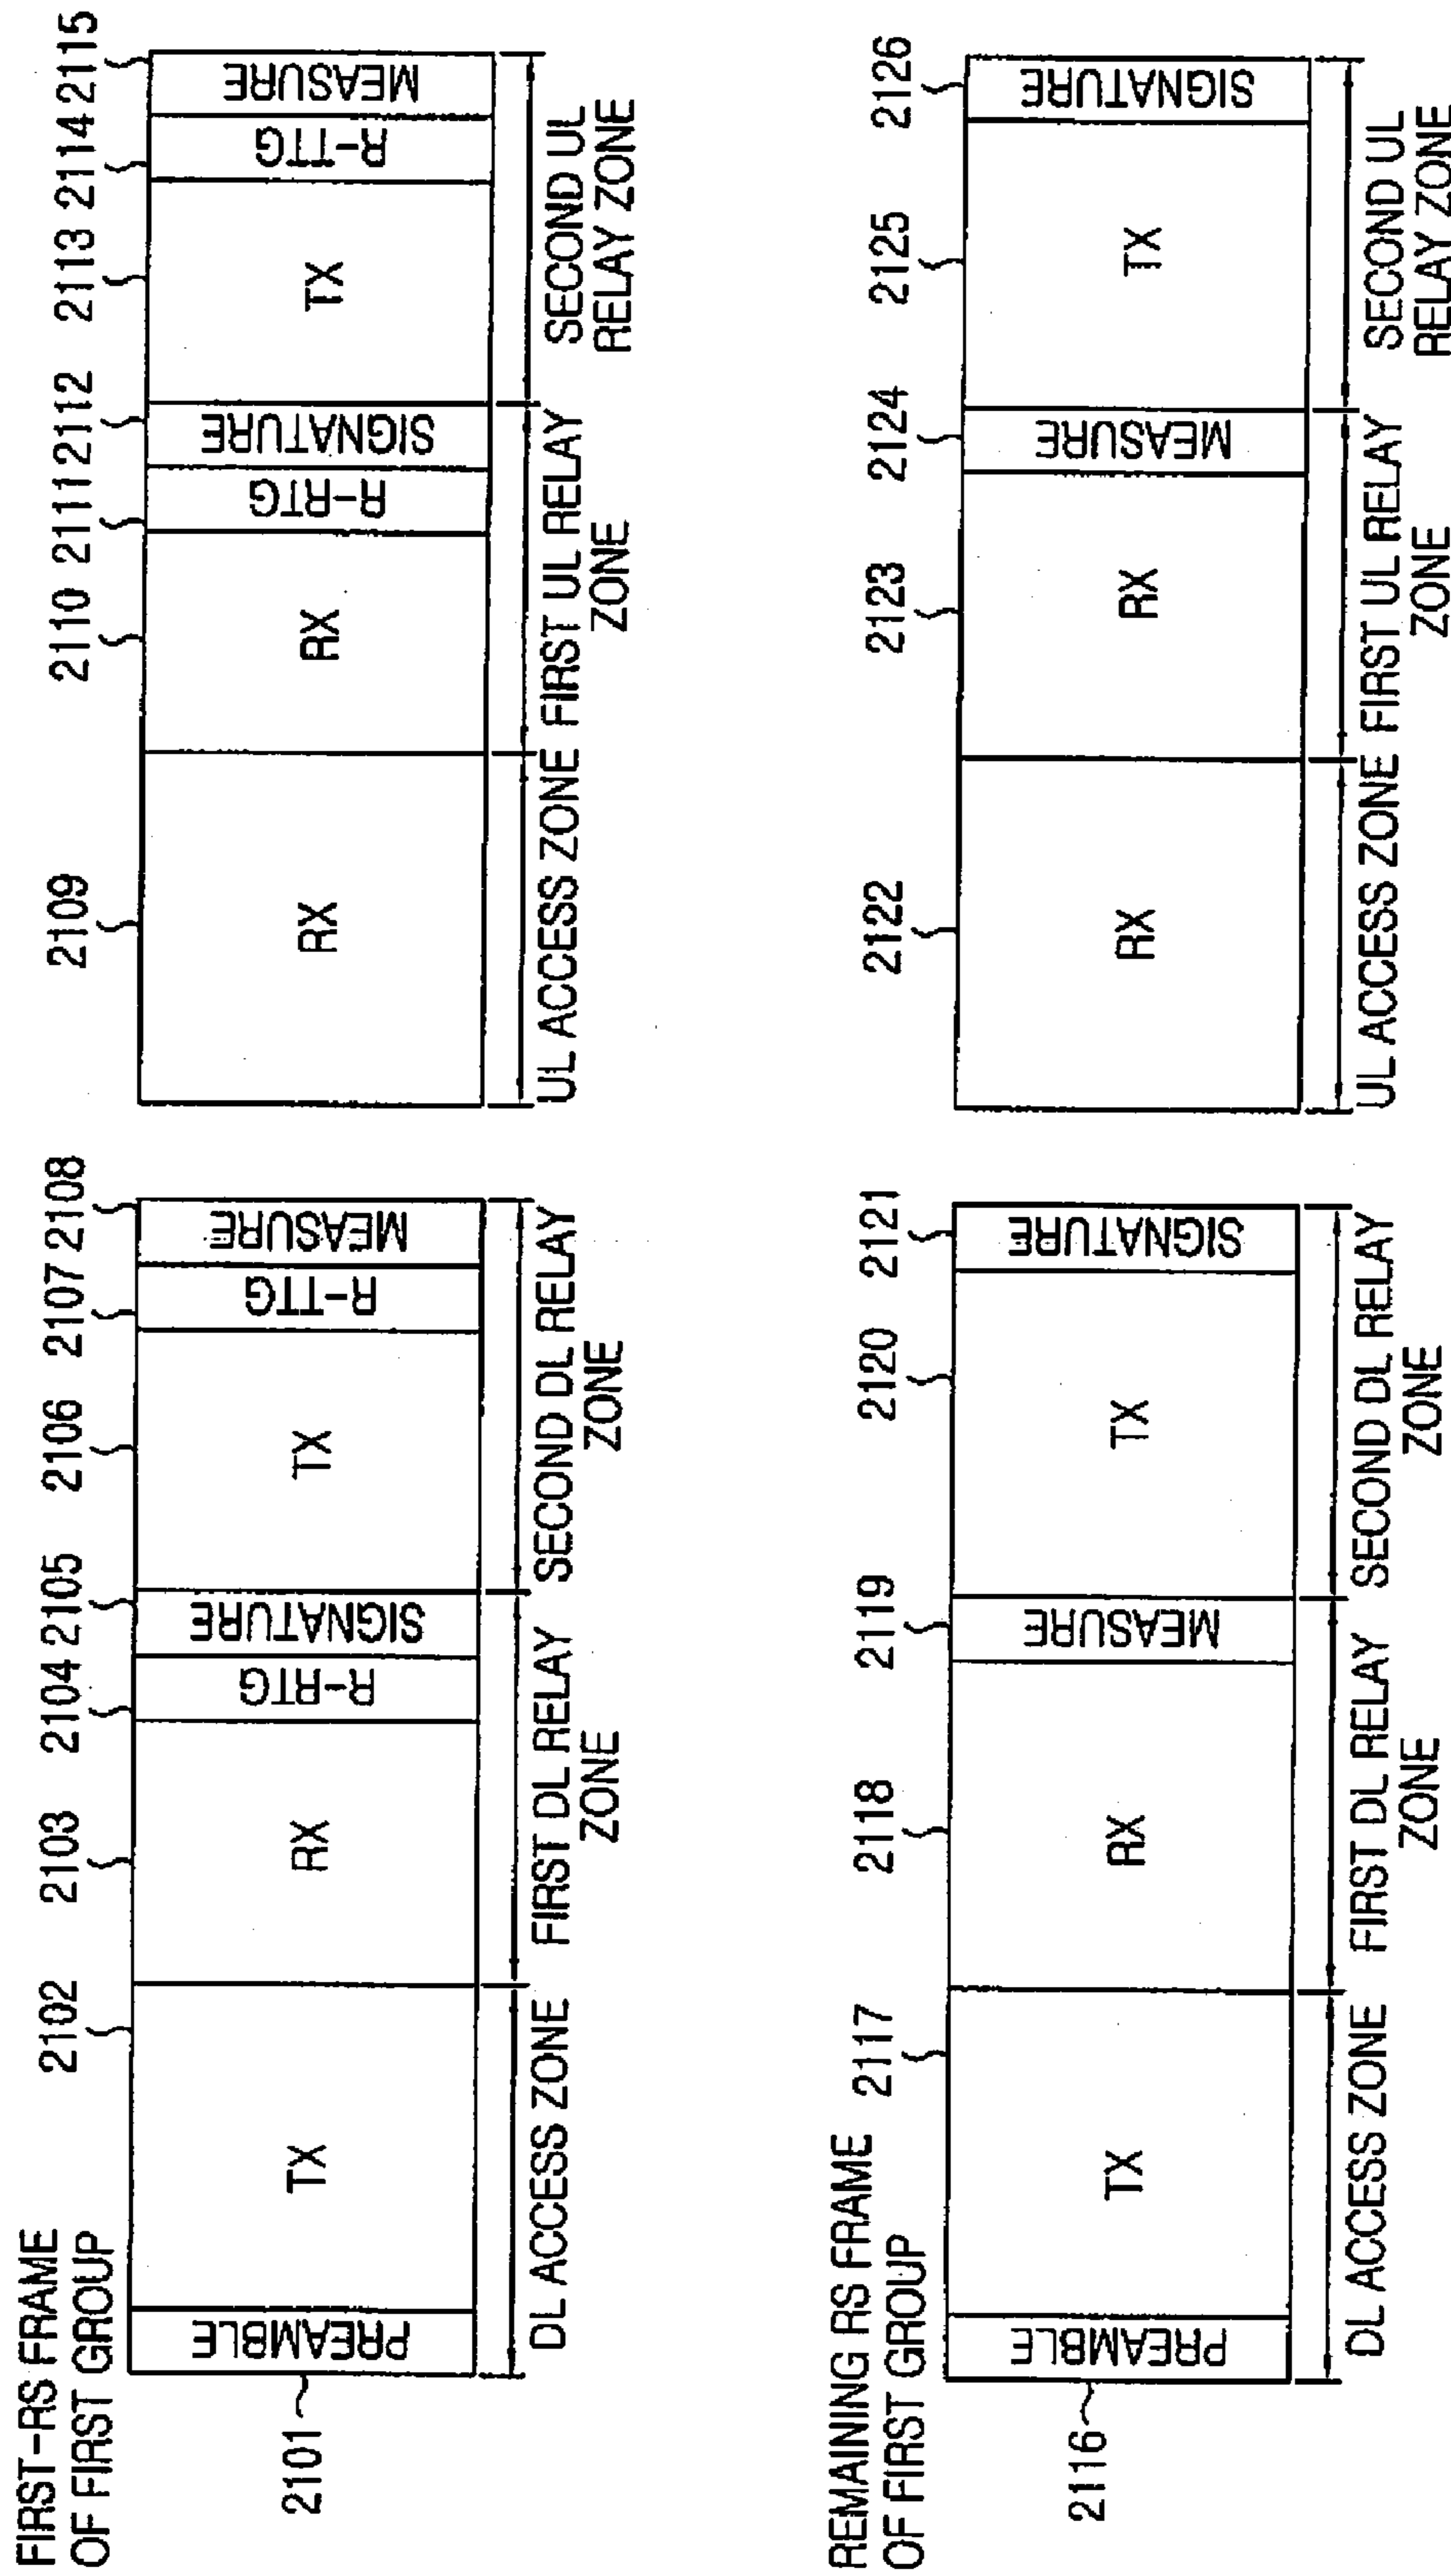 FIRST-RS FRAME
OF FIRST GROUP
2101
2102
2103
2104
2105
2106
2107
2108
2109
2110
2111
2112
2113
2114
2115
PREAMBLE
TX
RX
R-RTG
SIGNATURE
TX
R-TTG
MEASURE
RX
RX
R-RTG
SIGNATURE
TX
R-TTG
MEASURE
DL ACCESS ZONE
FIRST DL RELAY
ZONE
SECOND DL RELAY
ZONE
UL ACCESS ZONE
FIRST UL RELAY
ZONE
SECOND UL
RELAY ZONE
REMAINING RS FRAME
OF FIRST GROUP
2116
2117
2118
2119
2120
2121
2122
2123
2124
2125
2126
PREAMBLE
TX
RX
MEASURE
TX
SIGNATURE
RX
RX
MEASURE
TX
SIGNATURE
DL ACCESS ZONE
FIRST DL RELAY
ZONE
SECOND DL RELAY
ZONE
UL ACCESS ZONE
FIRST UL RELAY
ZONE
SECOND UL
RELAY ZONE